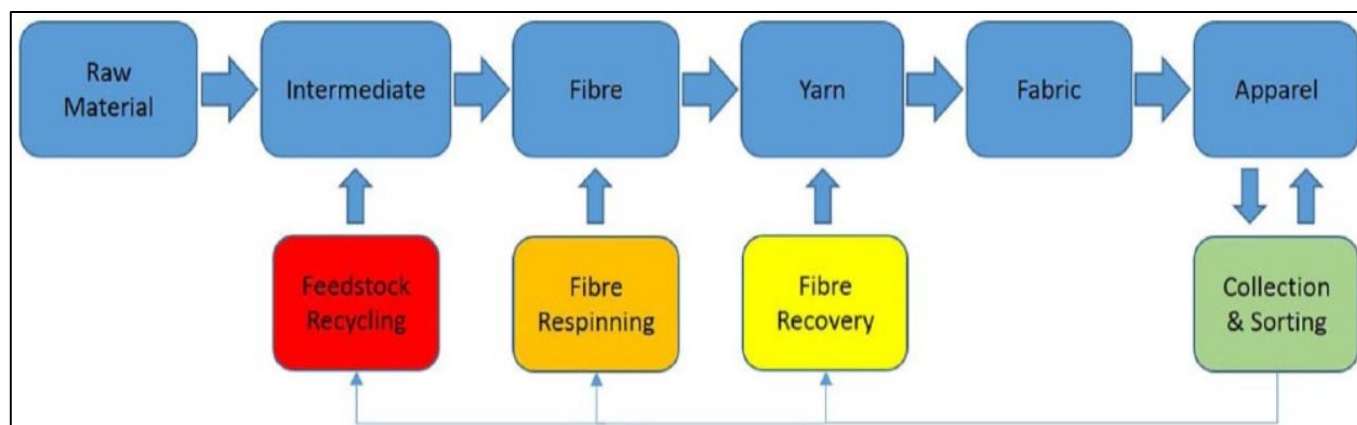 Raw
Material
Intermediate
Fibre
Yarn
Fabric
Apparel
Feedstock
Recycling
Fibre
Respinning
Fibre
Recovery
Collection
& Sorting